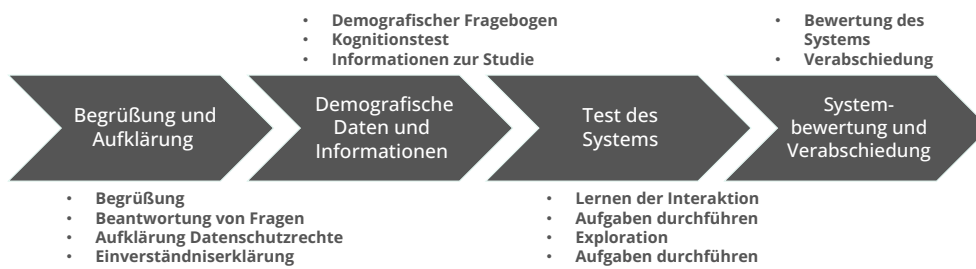 • Demografischer Fragebogen
• Kognitionstest
• Informationen zur Studie
• Bewertung des
Systems
• Verabschiedung
Begrüßung und
Aufklärung
Demografische
Daten und
Informationen
Test des
Systems
System-
bewertung und
Verabschiedung
• Begrüßung
• Beantwortung von Fragen
• Aufklärung Datenschutzrechte
• Einverständniserklärung
• Lernen der Interaktion
• Aufgaben durchführen
• Exploration
• Aufgaben durchführen